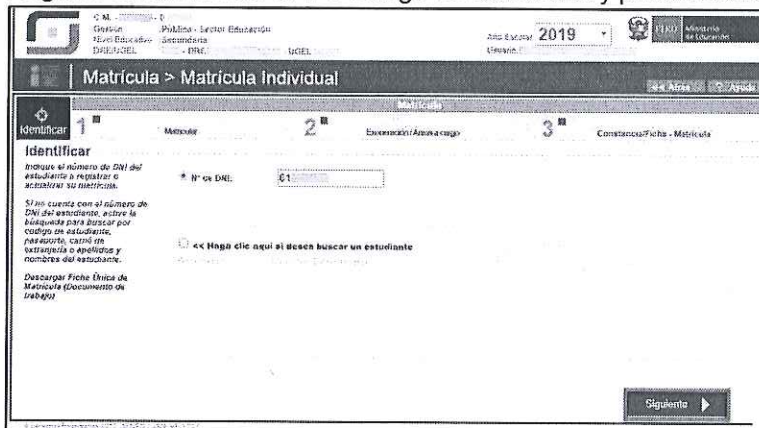 C.M. - 0
Gestión Pública - Sector Educación
Nivel Educativo Secundaria
DRE/UGEL - DRE UGEL
Año Escolar 2019
Usuario
PERÚ Ministerio de Educación
Matrícula > Matrícula Individual
<< Atrás ? Ayuda
Matrícula
Identificar 1 Matricular 2 Exoneración / Áreas a cargo 3 Constancia/Ficha - Matrícula
Identificar
Indique el número de DNI del
estudiante a registrar o
actualizar su matrícula.
Nº de DNI: 61
Si no cuenta con el número de
DNI del estudiante, active la
búsqueda para buscar por
código de estudiante,
pasaporte, carné de
extranjería o apellidos y
nombres del estudiante.
<< Haga clic aquí si desea buscar un estudiante
Descargar Ficha Única de
Matrícula (Documento de
trabajo)
Siguiente